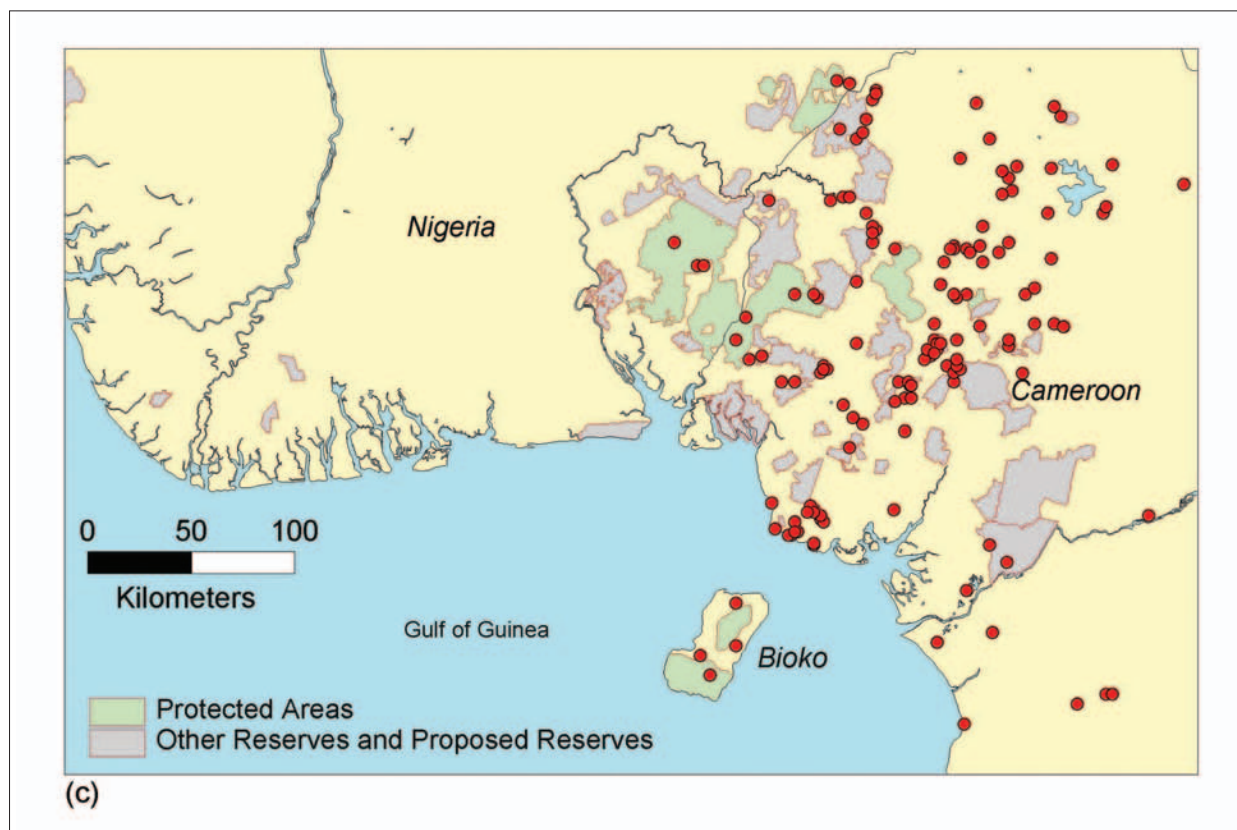 Nigeria
Cameroon
0 50 100
Kilometers
Gulf of Guinea
Bioko
Protected Areas
Other Reserves and Proposed Reserves
(c)